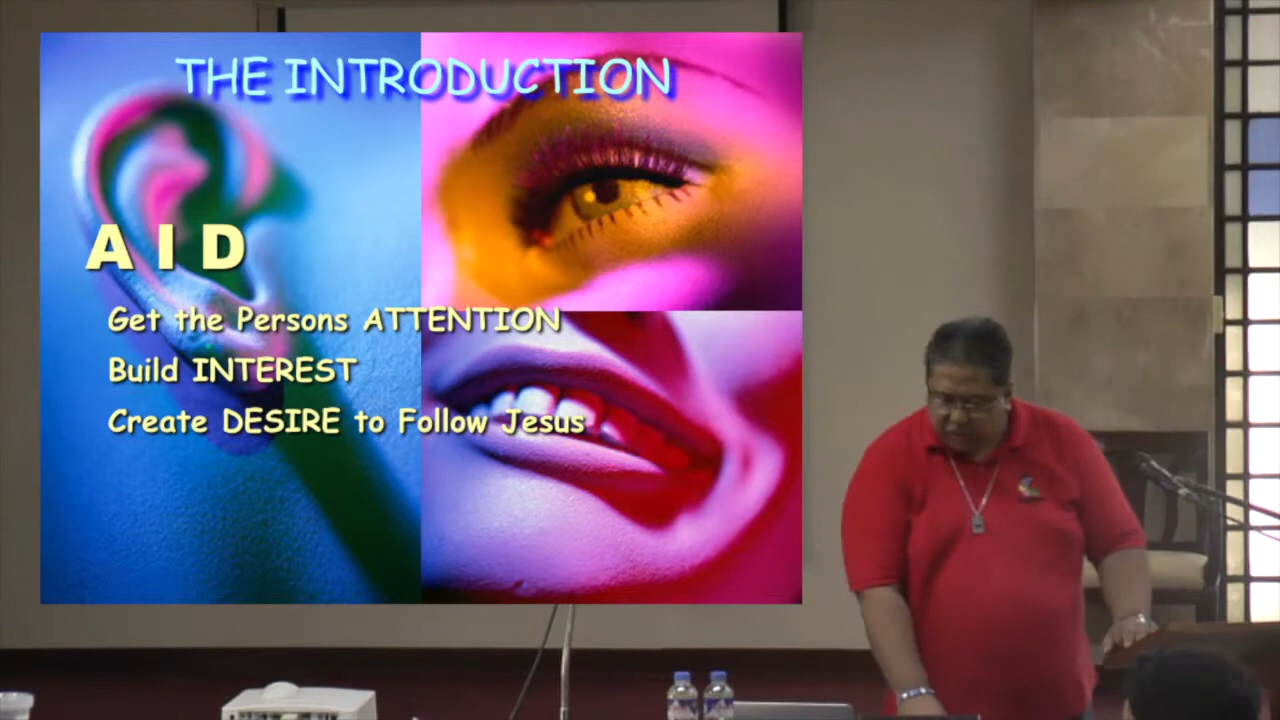 THE INTRODUCTION
A I D
Get the Persons ATTENTION
Build INTEREST
Create DESIRE to Follow Jesus